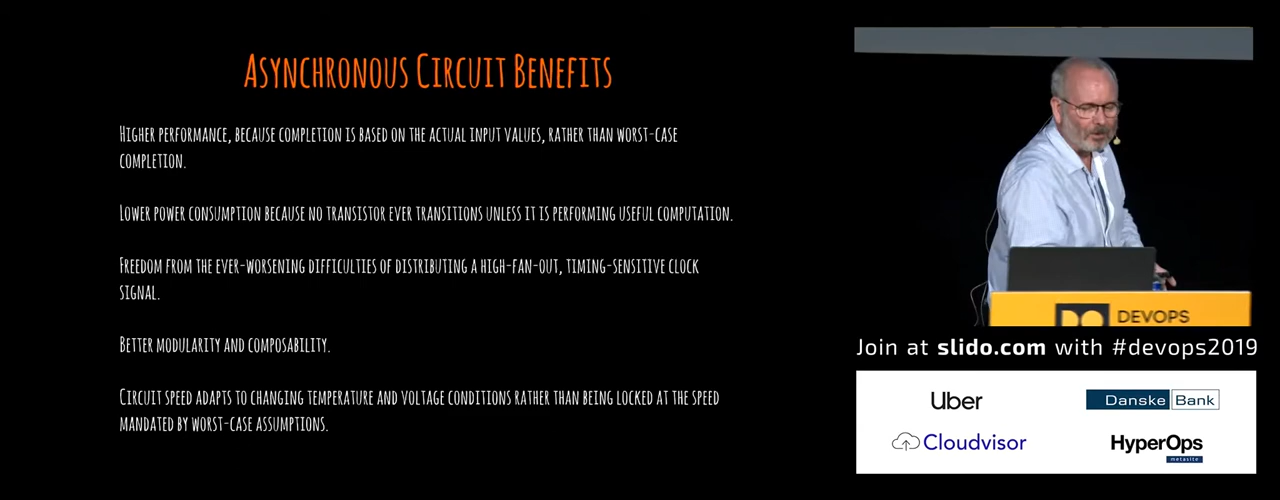 ASYNCHRONOUS CIRCUIT BENEFITS
HIGHER PERFORMANCE, BECAUSE COMPLETION IS BASED ON THE ACTUAL INPUT VALUES, RATHER THAN WORST-CASE
COMPLETION.
LOWER POWER CONSUMPTION BECAUSE NO TRANSISTOR EVER TRANSITIONS UNLESS IT IS PERFORMING USEFUL COMPUTATION.
FREEDOM FROM THE EVER-WORSENING DIFFICULTIES OF DISTRIBUTING A HIGH-FAN-OUT, TIMING-SENSITIVE CLOCK
SIGNAL.
BETTER MODULARITY AND COMPOSABILITY.
CIRCUIT SPEED ADAPTS TO CHANGING TEMPERATURE AND VOLTAGE CONDITIONS RATHER THAN BEING LOCKED AT THE SPEED
MANDATED BY WORST-CASE ASSUMPTIONS.
DEVOPS
Join at slido.com with #devops2019
Uber
Danske Bank
Cloudvisor
HyperOps
metasite